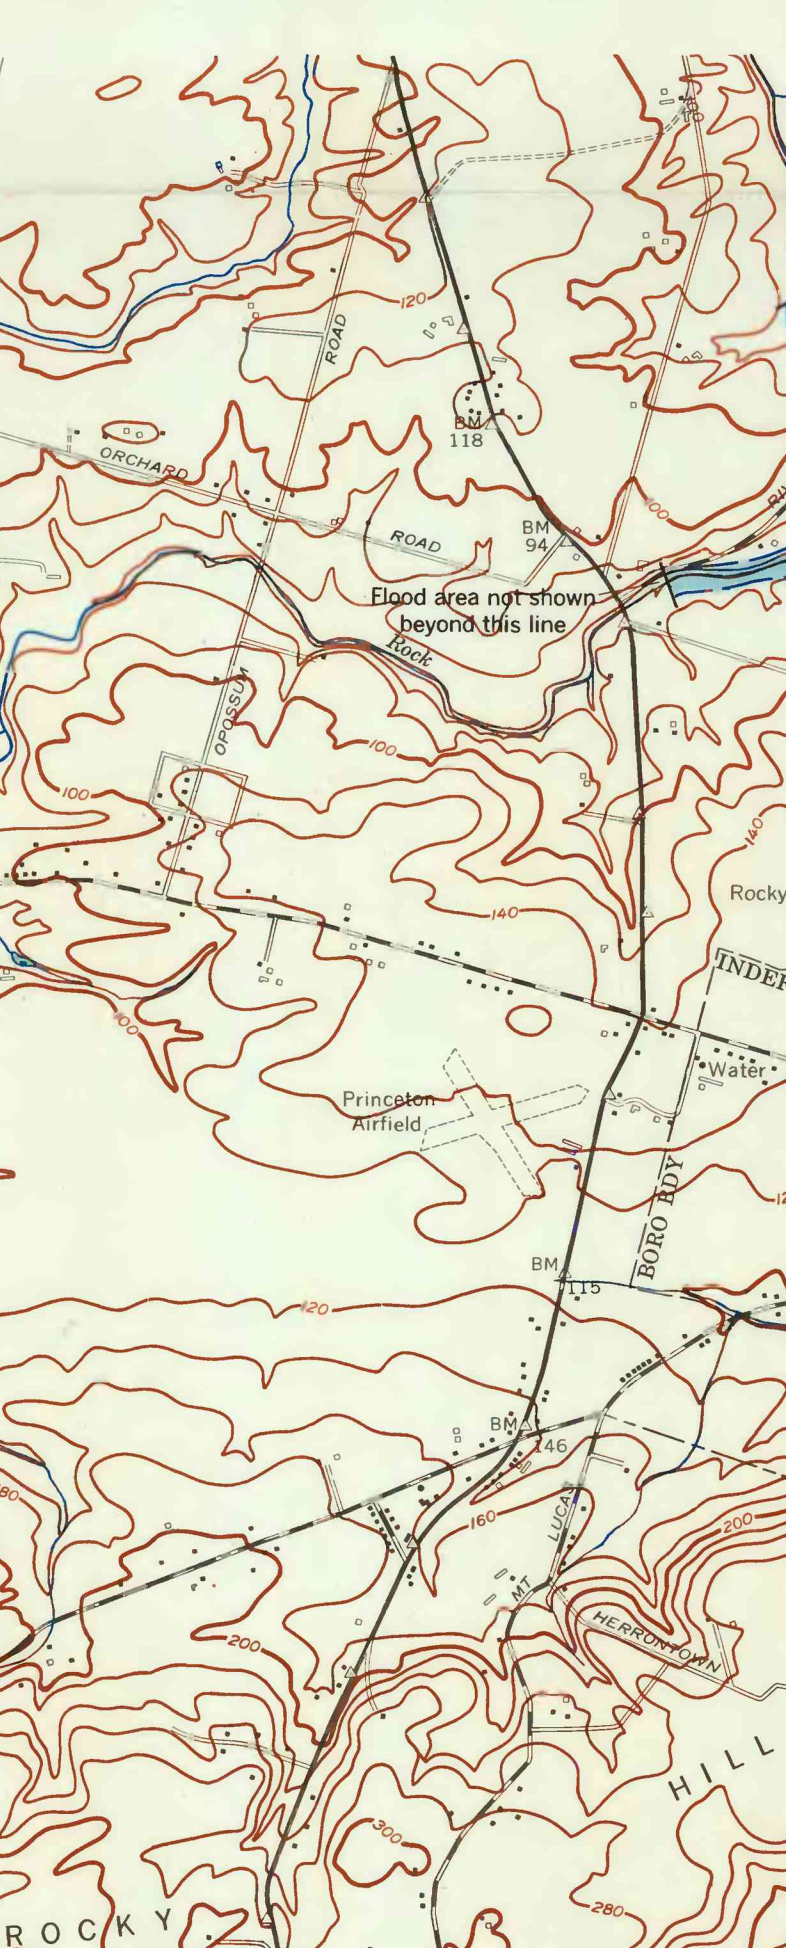 100
120
ROAD
BM
118
ORCHARD
100
BM
94
ROAD
Flood area not shown
beyond this line
Rock
OPOSSUM
100
100
140
140
Rocky
INDEP
100
Water
Princeton
Airfield
BORO BDY
BM
115
120
BM
146
80
160
LUCAS
200
MT
HERRONTOWN
200
HILL
300
280
ROCKY